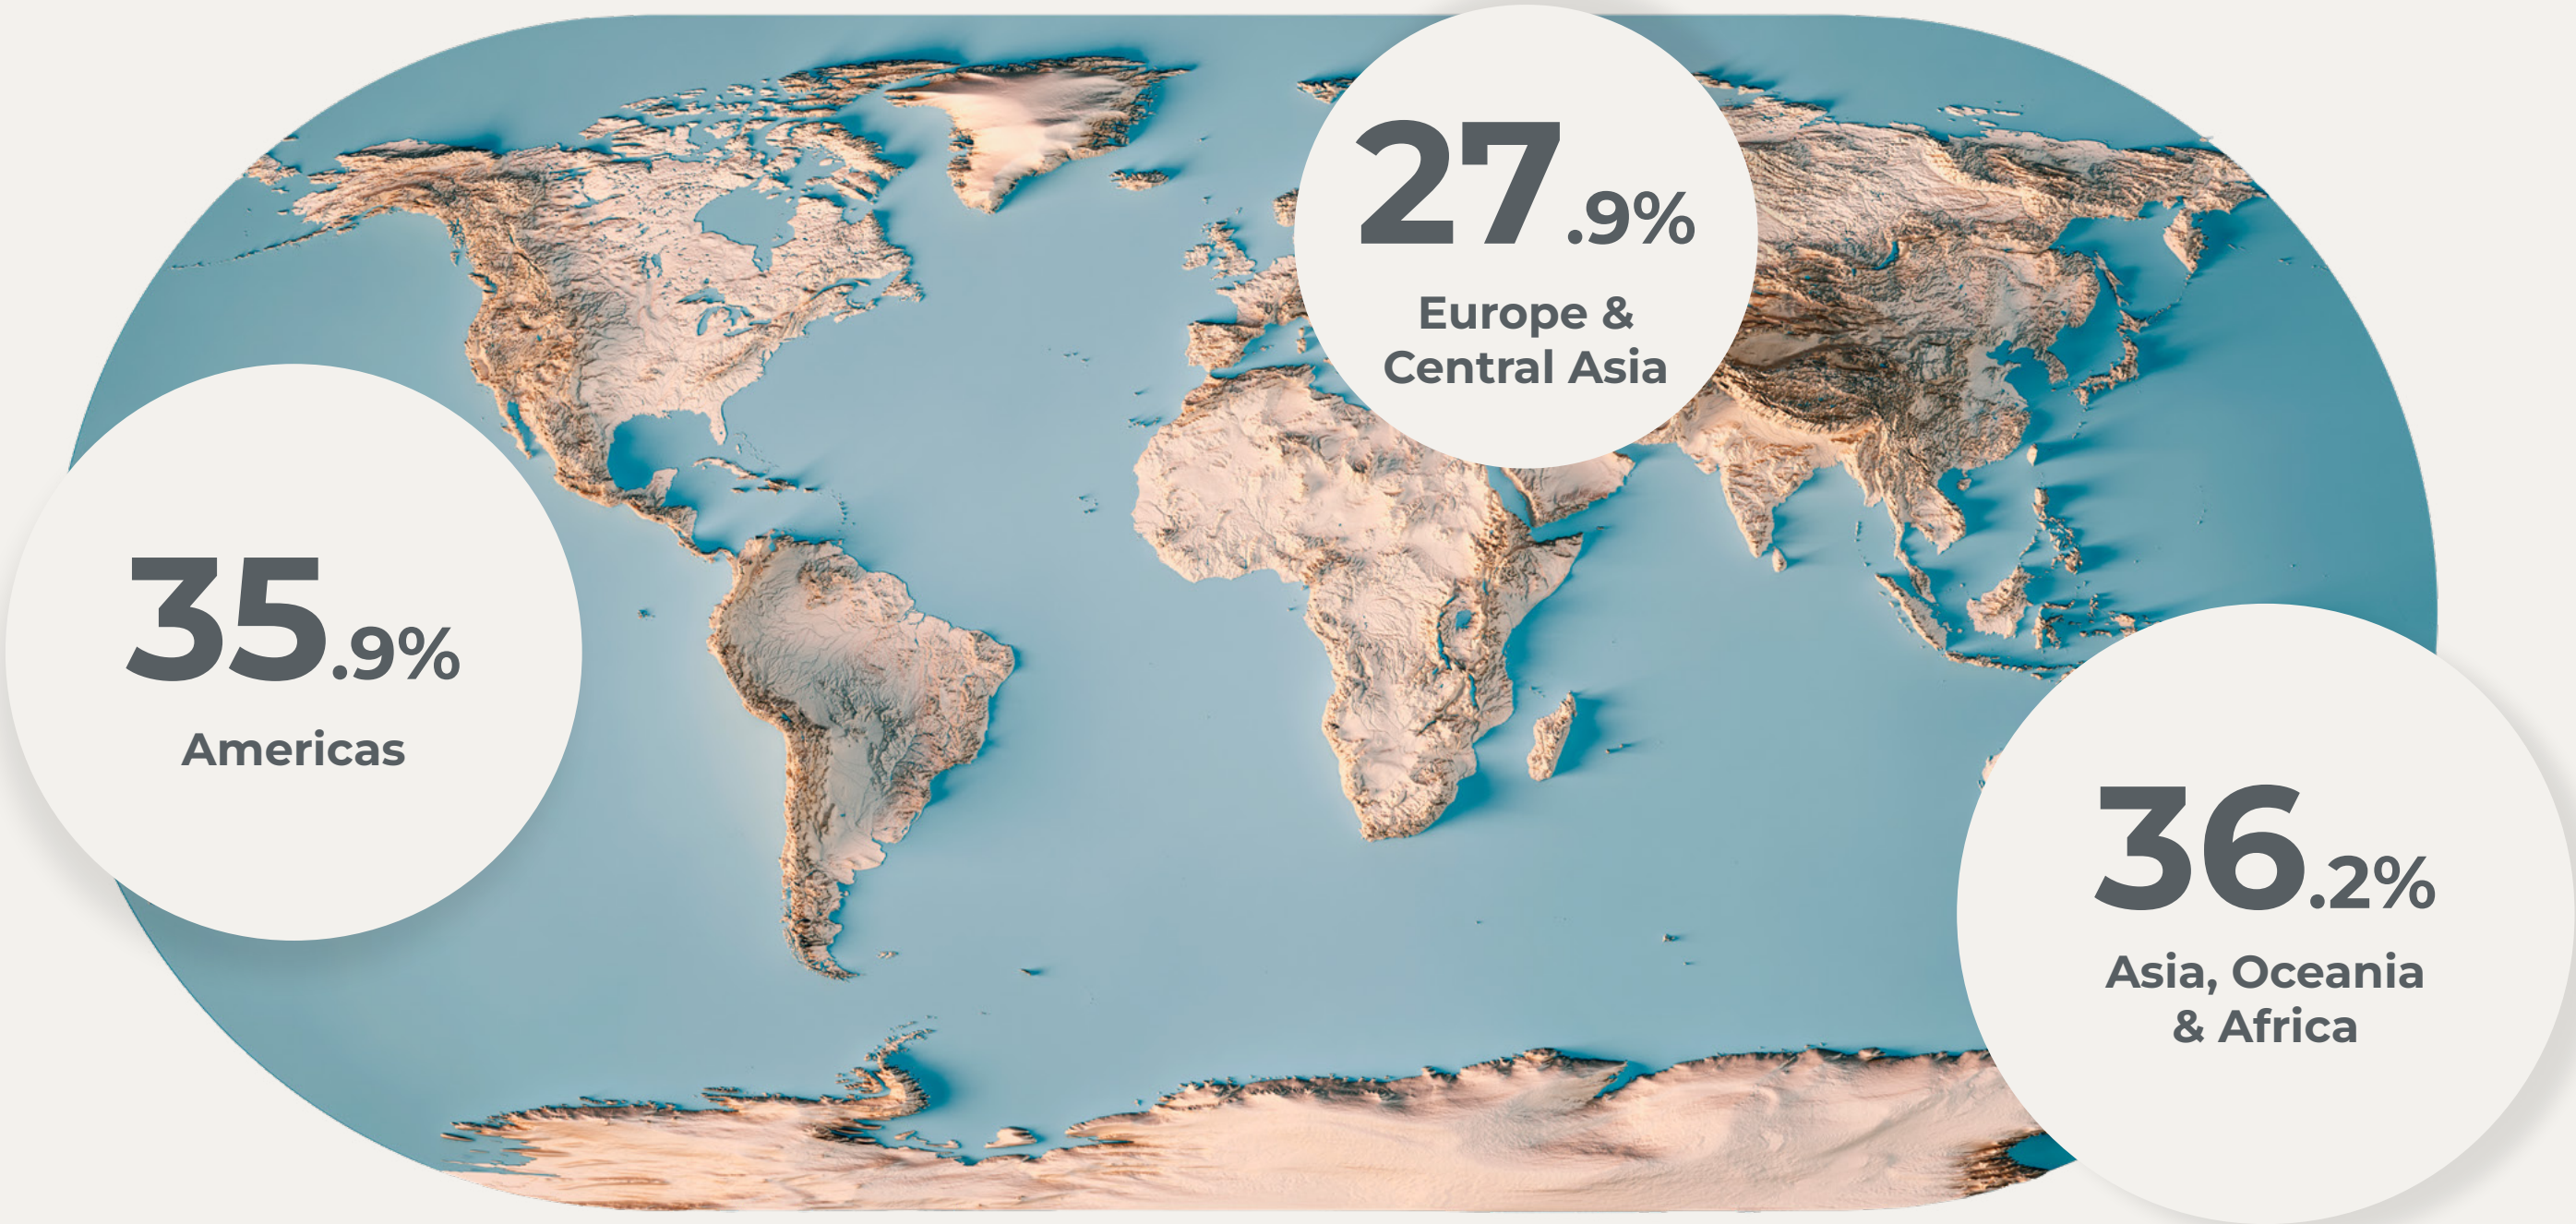 27.9%
Europe &
Central Asia
35.9%
Americas
36.2%
Asia, Oceania
& Africa